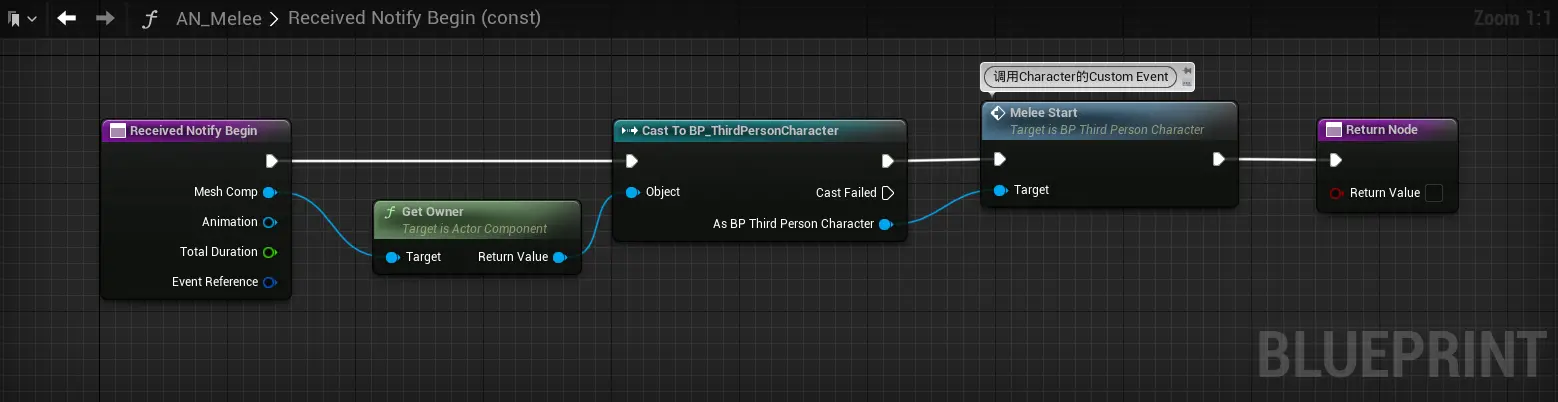 AN_Melee > Received Notify Begin (const)
Zoom 1:1
调用Character的Custom Event
Received Notify Begin
Mesh Comp
Animation
Total Duration
Event Reference
Get Owner
Target is Actor Component
Target
Return Value
Cast To BP_ThirdPersonCharacter
Object
Cast Failed
As BP Third Person Character
Melee Start
Target is BP Third Person Character
Target
Return Node
Return Value
BLUEPRINT